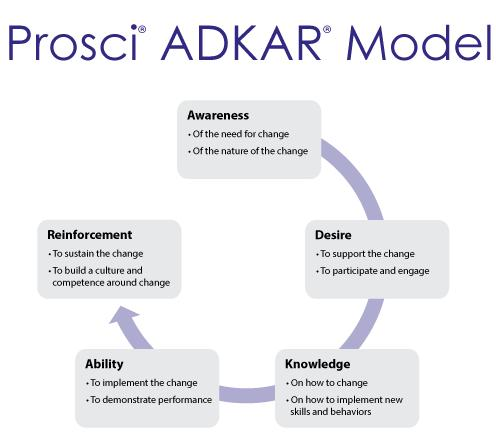 Prosci® ADKAR® Model
Awareness
• Of the need for change
• Of the nature of the change
Desire
• To support the change
• To participate and engage
Knowledge
• On how to change
• On how to implement new
skills and behaviors
Ability
• To implement the change
• To demonstrate performance
Reinforcement
• To sustain the change
• To build a culture and
competence around change